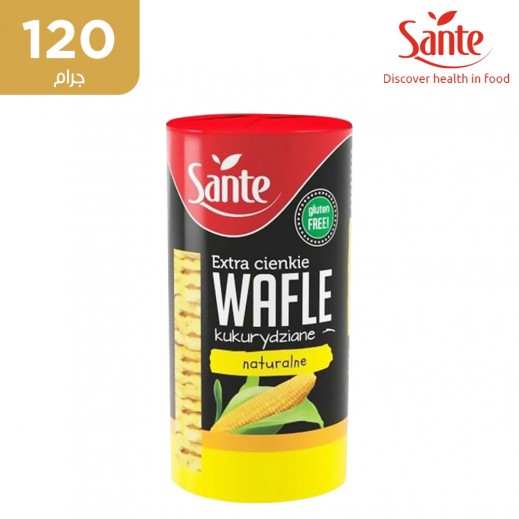 120
جرام
Sante
Discover health in food
Sante
gluten
FREE!
Extra cienkie
WAFLE
kukurydziane
naturalne